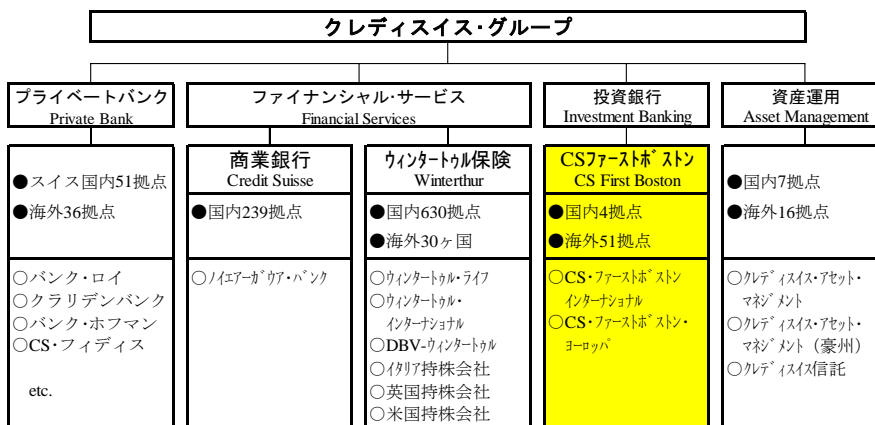 クレディスイス・グループ
プライベートバンク
Private Bank
ファイナンシャル・サービス
Financial Services
投資銀行
Investment Banking
資産運用
Asset Management
●スイス国内51拠点
●海外36拠点
○バンク・ロイ
○クラリデンバンク
○バンク・ホフマン
○CS・フィディス
etc.
商業銀行
Credit Suisse
●国内239拠点
○ノイエアーガウア・バンク
ウィンタートゥル保険
Winterthur
●国内630拠点
●海外30ヶ国
○ウィンタートゥル・ライフ
○ウィンタートゥル・
インターナショナル
○DBV-ウィンタートゥル
○イタリア持株会社
○英国持株会社
○米国持株会社
CSファーストボストン
CS First Boston
●国内4拠点
●海外51拠点
○CS・ファーストボストン
インターナショナル
○CS・ファーストボストン・
ヨーロッパ
●国内7拠点
●海外16拠点
○クレディスイス・アセット・
マネジメント
○クレディスイス・アセット・
マネジメント（豪州）
○クレディスイス信託